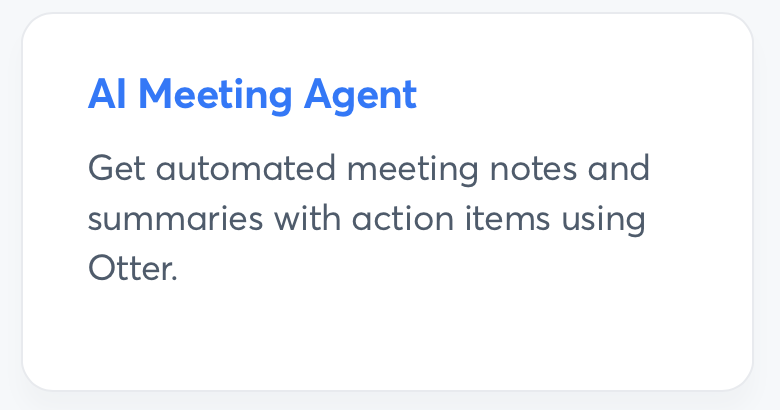 AI Meeting Agent
Get automated meeting notes and
summaries with action items using
Otter.